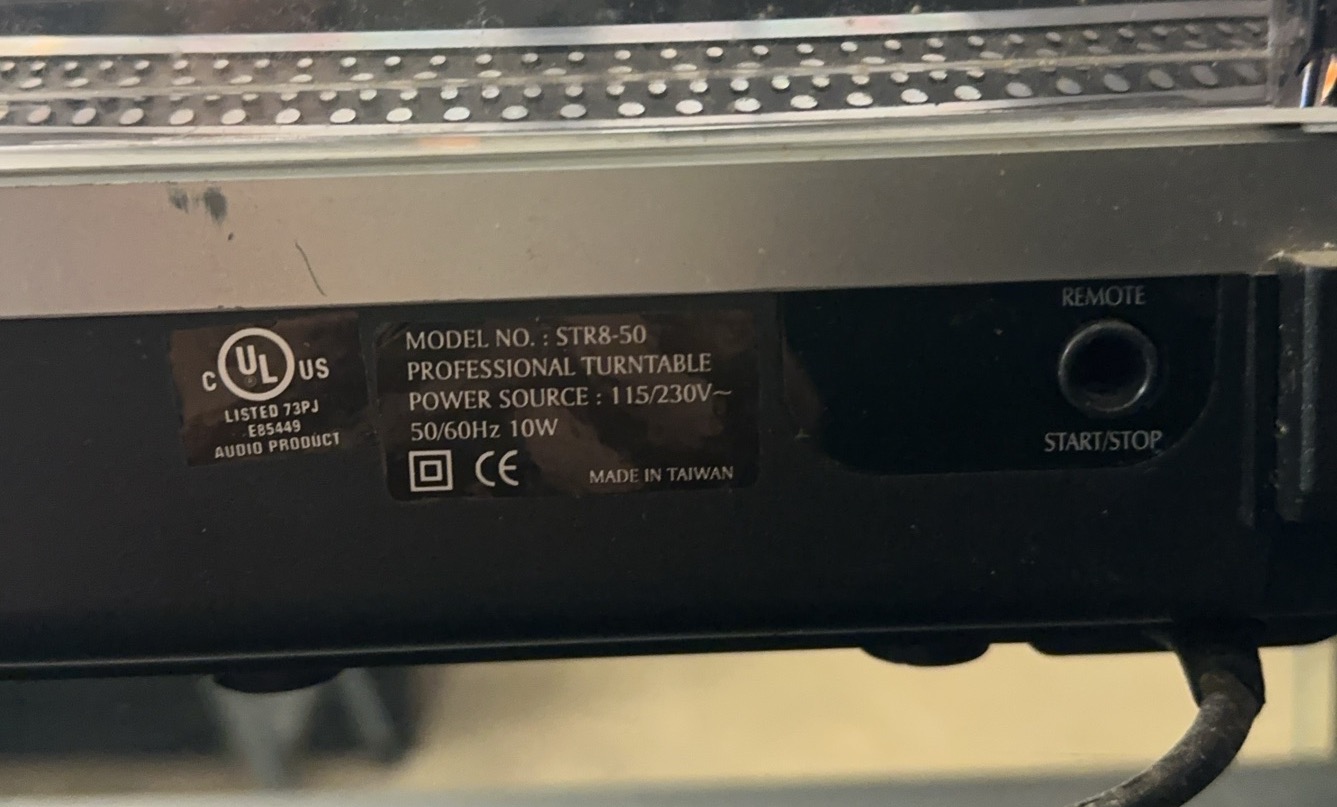 C UL US
LISTED 73PJ
E85449
AUDIO PRODUCT
MODEL NO. : STR8-50
PROFESSIONAL TURNTABLE
POWER SOURCE : 115/230V~
50/60Hz 10W
CE
MADE IN TAIWAN
REMOTE
START/STOP